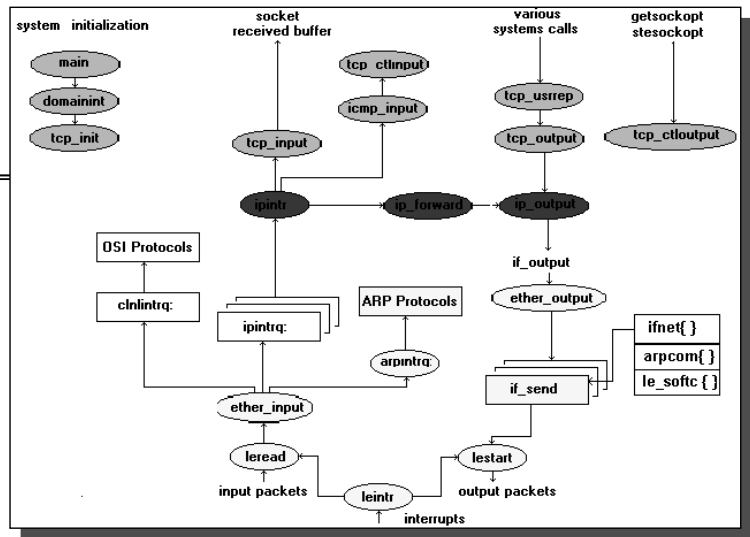 system initialization
socket
received buffer
various
systems calls
getsockopt
stesockopt
main
domainint
tcp_init
tcp_ctlinput
icmp_input
tcp_input
tcp_usrrep
tcp_output
tcp_ctloutput
ipintr
ip_forward
ip_output
OSI Protocols
if_output
clnlintrq:
ipintrq:
ARP Protocols
ether_output
arpintrq:
ifnet{ }
arpcom{ }
le_softc { }
ether_input
if_send
leread
lestart
input packets
leintr
output packets
interrupts